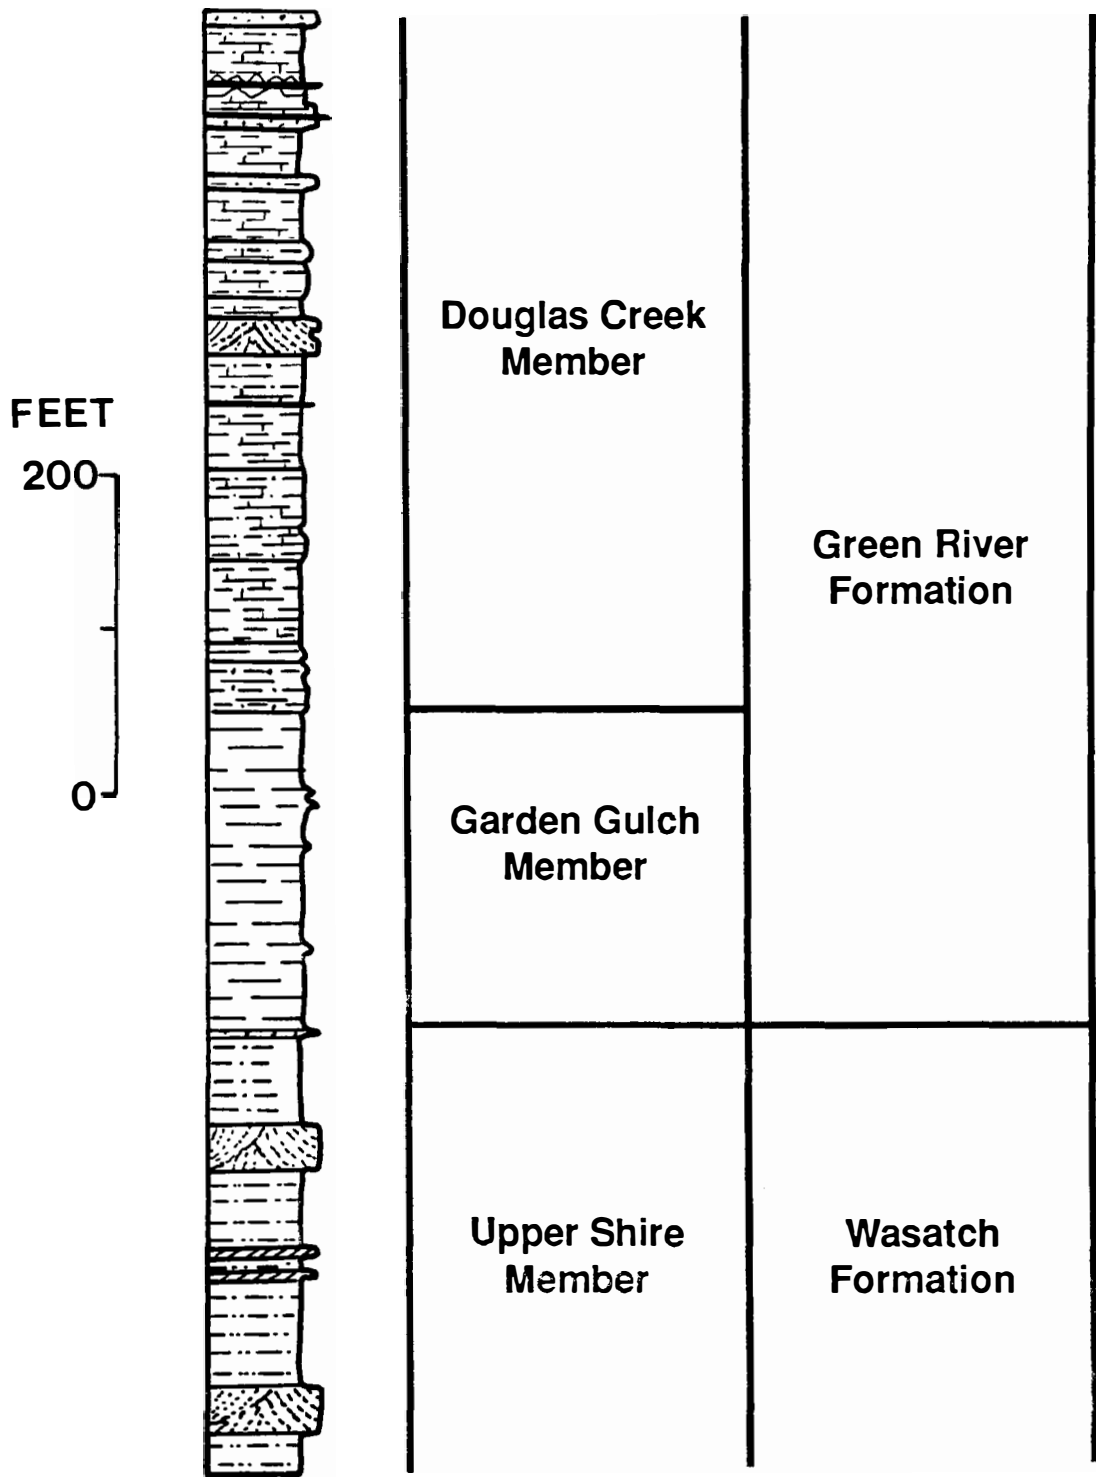 FEET
200
0
Douglas Creek
Member
Green River
Formation
Garden Gulch
Member
Upper Shire
Member
Wasatch
Formation